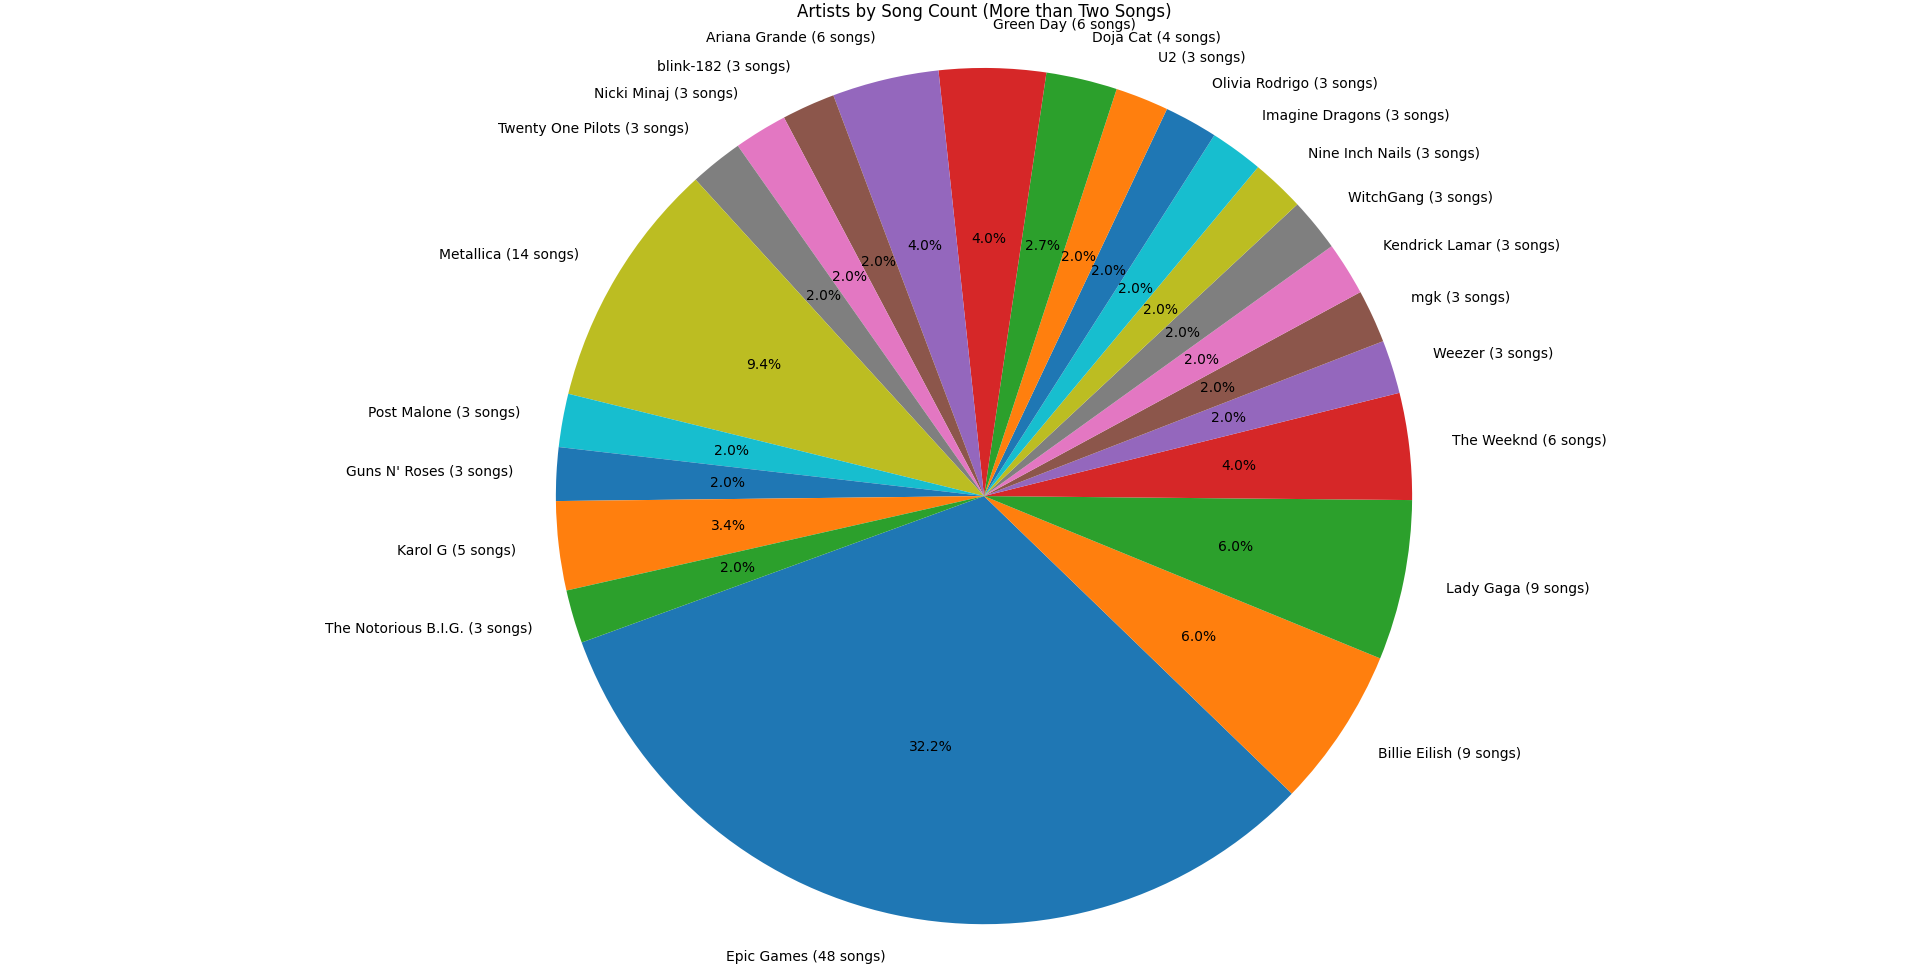 Artists by Song Count (More than Two Songs)
Green Day (6 songs)
Ariana Grande (6 songs)
Doja Cat (4 songs)
U2 (3 songs)
blink-182 (3 songs)
Olivia Rodrigo (3 songs)
Nicki Minaj (3 songs)
Imagine Dragons (3 songs)
Twenty One Pilots (3 songs)
Nine Inch Nails (3 songs)
WitchGang (3 songs)
Kendrick Lamar (3 songs)
Metallica (14 songs)
mgk (3 songs)
Weezer (3 songs)
Post Malone (3 songs)
The Weeknd (6 songs)
Guns N' Roses (3 songs)
Karol G (5 songs)
Lady Gaga (9 songs)
The Notorious B.I.G. (3 songs)
Billie Eilish (9 songs)
Epic Games (48 songs)
4.0%
4.0%
2.7%
2.0%
2.0%
2.0%
2.0%
2.0%
2.0%
2.0%
2.0%
2.0%
2.0%
2.0%
9.4%
2.0%
4.0%
2.0%
2.0%
3.4%
6.0%
2.0%
6.0%
32.2%